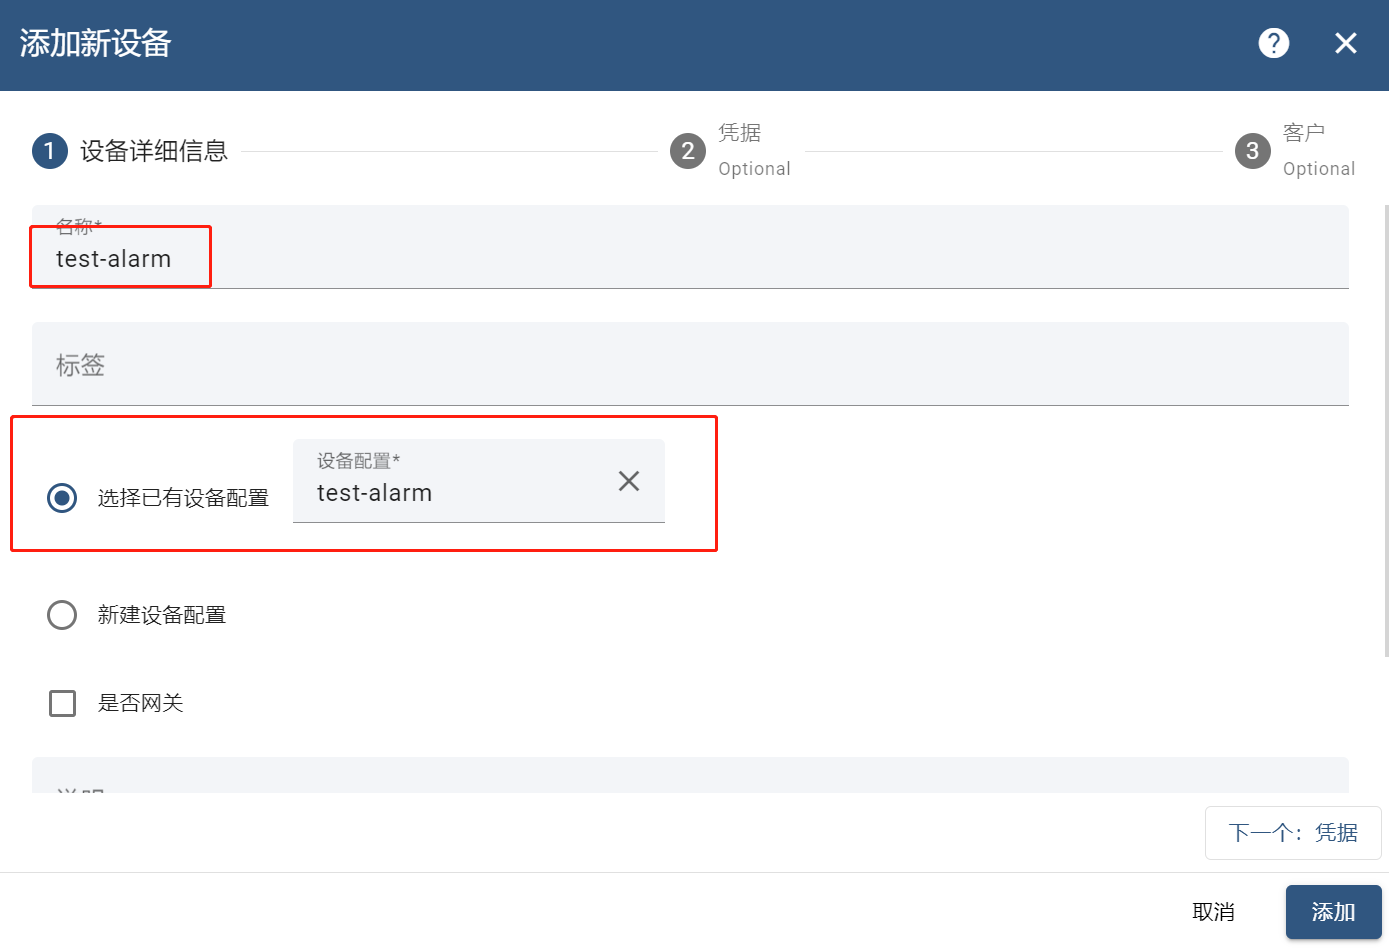 添加新设备
?
1 设备详细信息
2 凭据
Optional
3 客户
Optional
名称*
test-alarm
标签
选择已有设备配置
设备配置*
test-alarm
新建设备配置
是否网关
说明
下一个：凭据
取消 添加